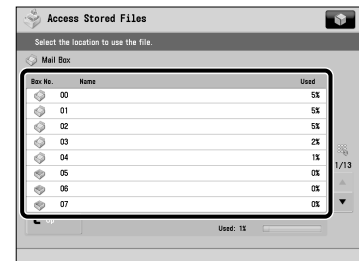 Access Stored Files
Select the location to use the file.
Mail Box
Box No. Name Used
00 5%
01 5%
02 5%
03 2%
04 1%
05 0%
06 0%
07 0%
1/13
Up
Used: 1%